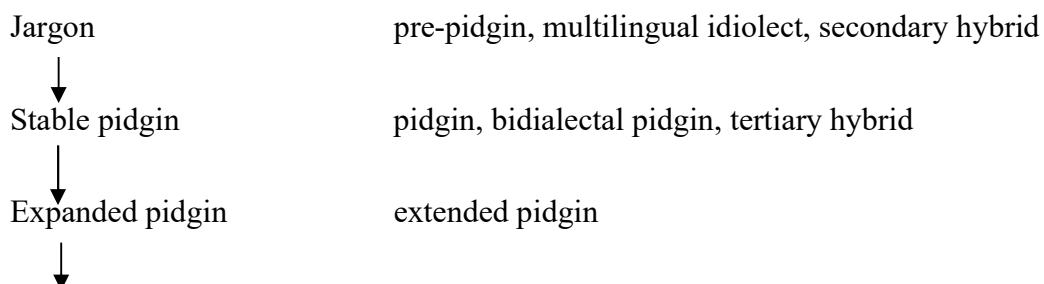 Jargon pre-pidgin, multilingual idiolect, secondary hybrid
Stable pidgin pidgin, bidialectal pidgin, tertiary hybrid
Expanded pidgin extended pidgin